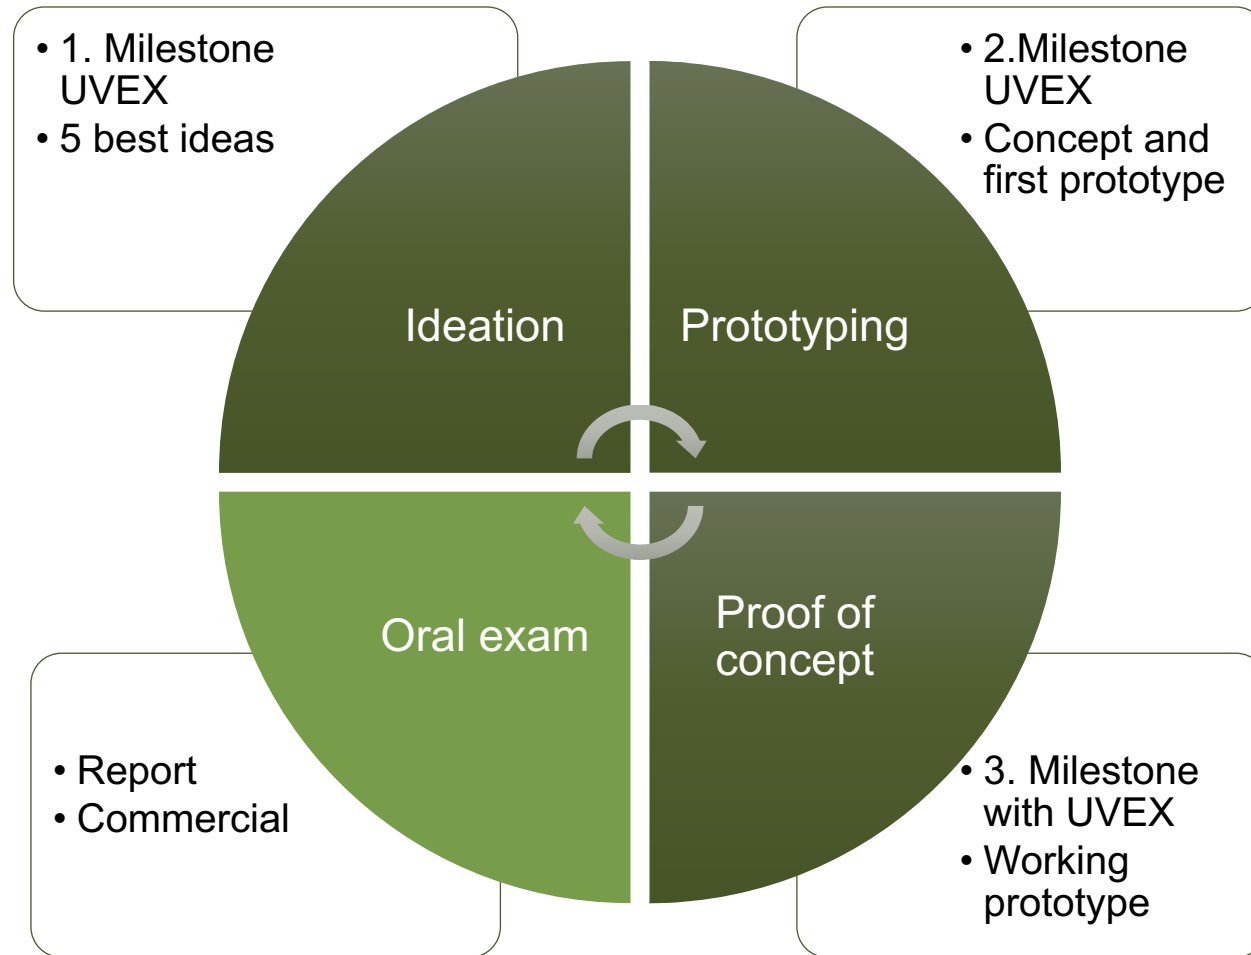 • 1. Milestone
UVEX
• 5 best ideas
• 2.Milestone
UVEX
• Concept and
first prototype
Ideation
Prototyping
Oral exam
Proof of
concept
• Report
• Commercial
• 3. Milestone
with UVEX
• Working
prototype